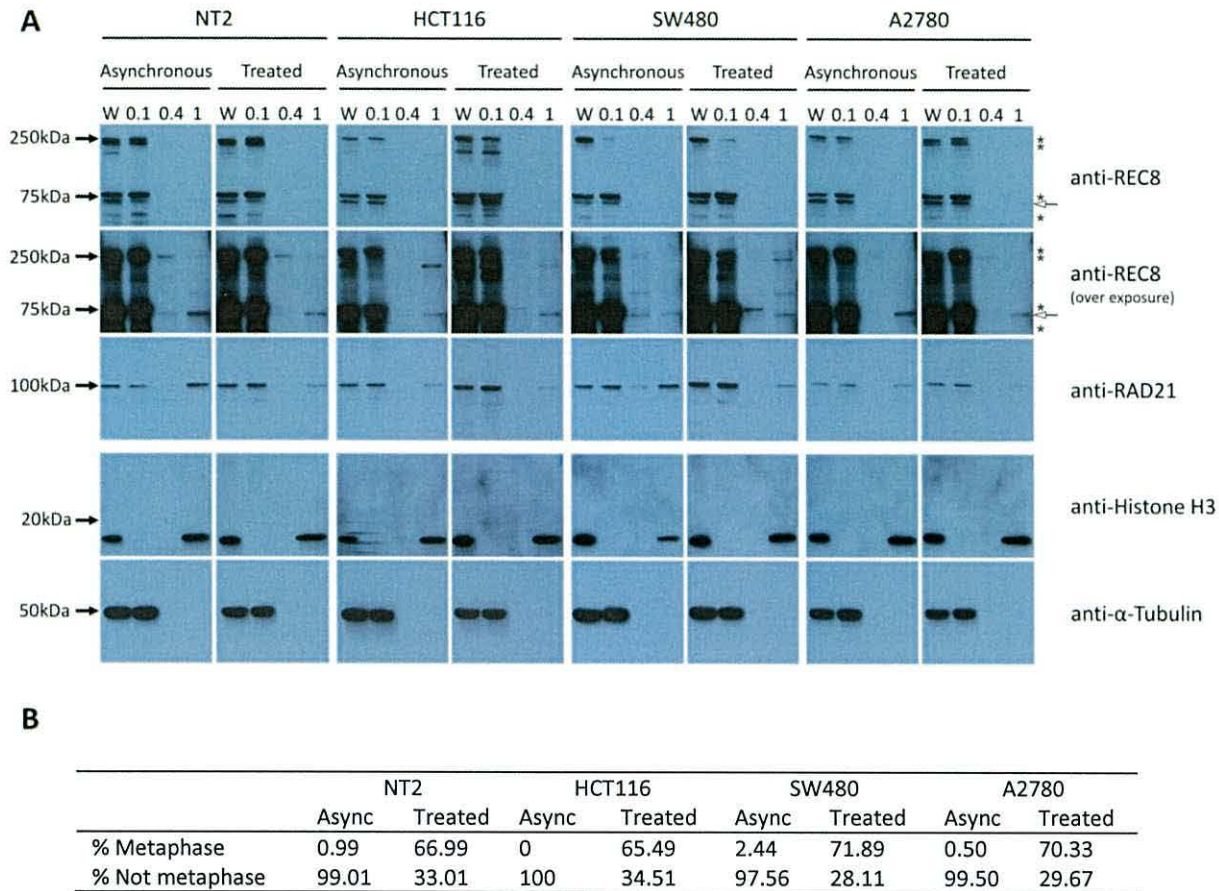 A
NT2 HCT116 SW480 A2780
Asynchronous Treated Asynchronous Treated Asynchronous Treated Asynchronous Treated
W 0.1 0.4 1 W 0.1 0.4 1 W 0.1 0.4 1 W 0.1 0.4 1 W 0.1 0.4 1 W 0.1 0.4 1 W 0.1 0.4 1 W 0.1 0.4 1
250kDa
*
*
anti-REC8
75kDa
*
*
250kDa
*
*
anti-REC8
(over exposure)
75kDa
*
*
100kDa
anti-RAD21
anti-Histone H3
20kDa
50kDa
anti-α-Tubulin
B
NT2 HCT116 SW480 A2780
Async Treated Async Treated Async Treated Async Treated
% Metaphase 0.99 66.99 0 65.49 2.44 71.89 0.50 70.33
% Not metaphase 99.01 33.01 100 34.51 97.56 28.11 99.50 29.67